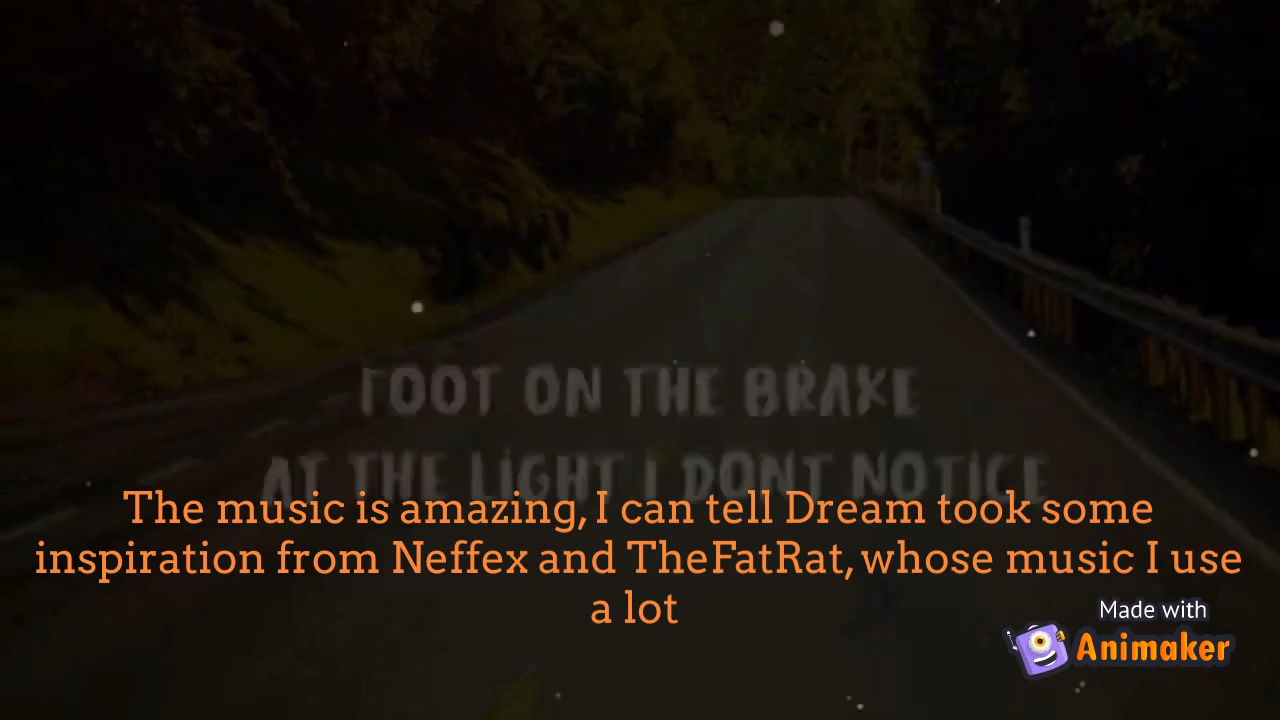 FOOT ON THE BRAKE
AT THE LIGHT I DONT NOTICE
The music is amazing, I can tell Dream took some
inspiration from Neffex and TheFatRat, whose music I use
a lot
Made with
Animaker